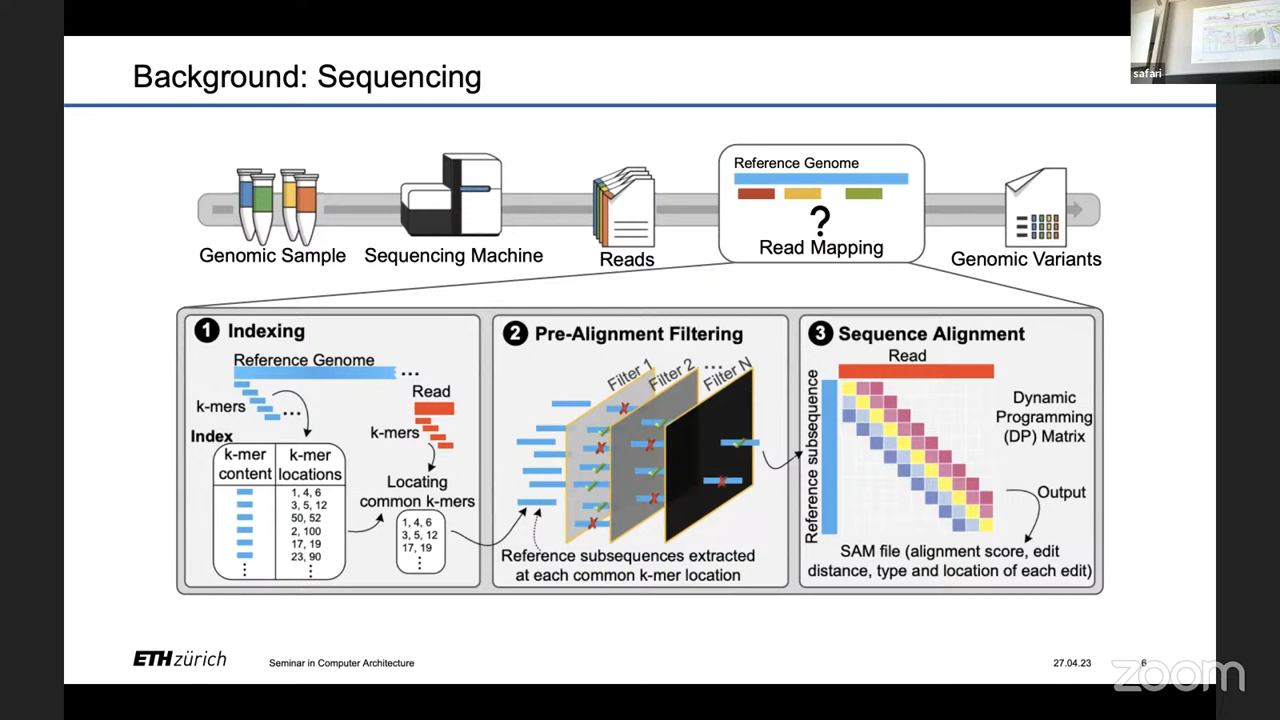 safari
Background: Sequencing
Genomic Sample
Sequencing Machine
Reads
Reference Genome
?
Read Mapping
Genomic Variants
1 Indexing
Reference Genome
...
k-mers
...
Read
k-mers
Index
k-mer content
k-mer locations
1, 4, 6
3, 5, 12
50, 52
2, 100
17, 19
23, 90
Locating
common k-mers
1, 4, 6
3, 5, 12
17, 19
2 Pre-Alignment Filtering
Filter 1
Filter 2
...
Filter N
Reference subsequences extracted
at each common k-mer location
3 Sequence Alignment
Read
Reference subsequence
Dynamic
Programming
(DP) Matrix
Output
SAM file (alignment score, edit
distance, type and location of each edit)
ETH zürich
Seminar in Computer Architecture
27.04.23
6
zoom